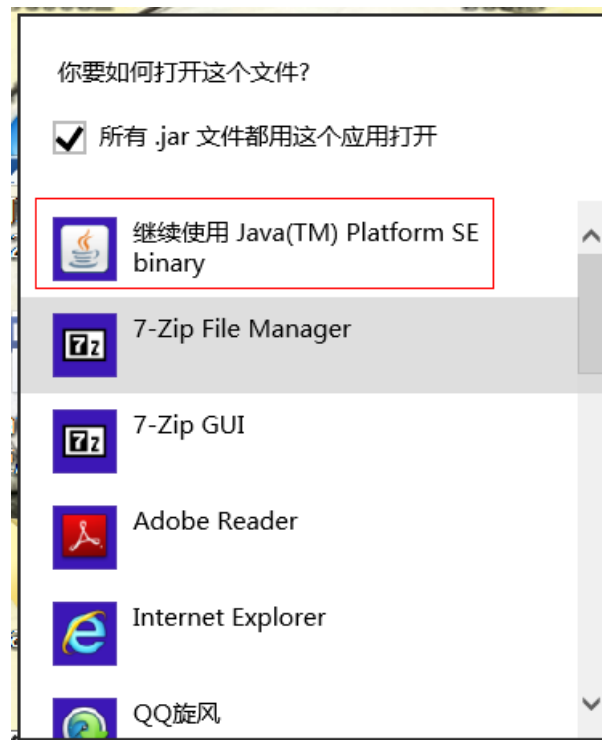 你要如何打开这个文件?
所有 .jar 文件都用这个应用打开
继续使用 Java(TM) Platform SE
binary
7-Zip File Manager
7-Zip GUI
Adobe Reader
Internet Explorer
QQ旋风